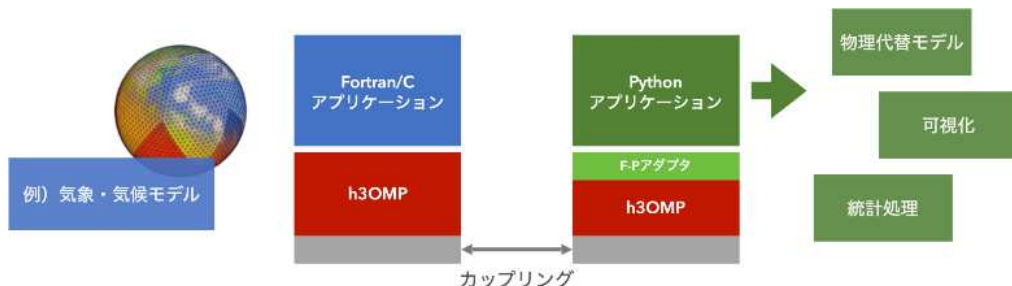 例）気象・気候モデル
Fortran/C
アプリケーション
h3OMP
カップリング
Python
アプリケーション
F-Pアダプタ
h3OMP
物理代替モデル
可視化
統計処理